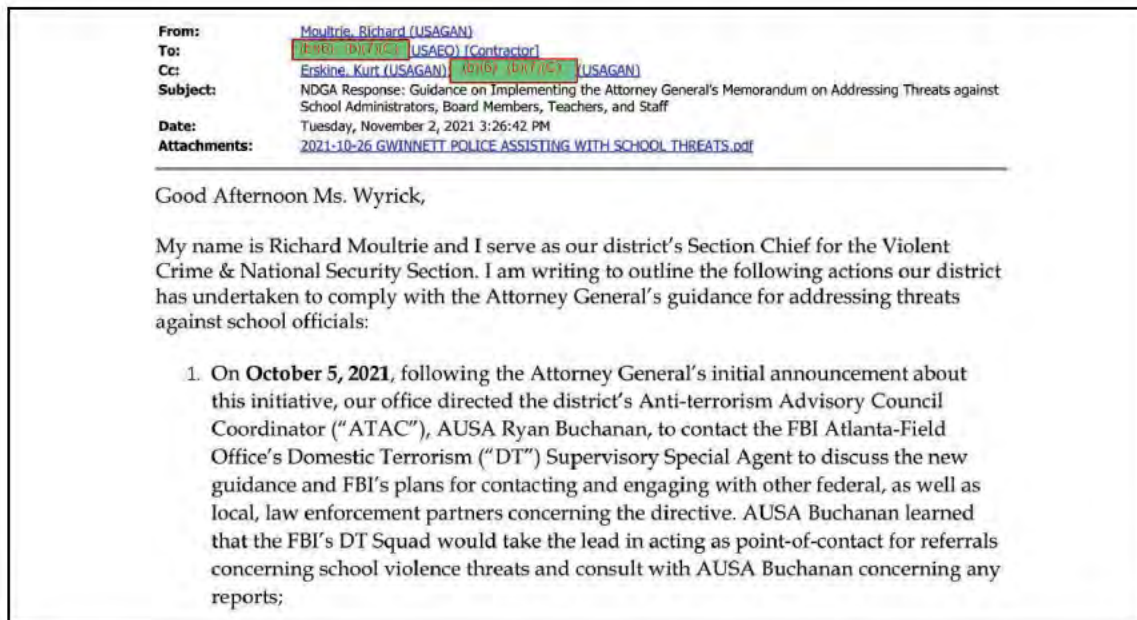 From: Moultrie, Richard (USAGAN)
To: (b)(6) (b)(7)(C) (USAEO) [Contractor]
Cc: Erskine, Kurt (USAGAN); (b)(6) (b)(7)(C) (USAGAN)
Subject: NDGA Response: Guidance on Implementing the Attorney General's Memorandum on Addressing Threats against
School Administrators, Board Members, Teachers, and Staff
Date: Tuesday, November 2, 2021 3:26:42 PM
Attachments: 2021-10-26 GWINNETT POLICE ASSISTING WITH SCHOOL THREATS.pdf
Good Afternoon Ms. Wyrick,
My name is Richard Moultrie and I serve as our district's Section Chief for the Violent
Crime & National Security Section. I am writing to outline the following actions our district
has undertaken to comply with the Attorney General's guidance for addressing threats
against school officials:
1. On October 5, 2021, following the Attorney General's initial announcement about
this initiative, our office directed the district's Anti-terrorism Advisory Council
Coordinator ("ATAC"), AUSA Ryan Buchanan, to contact the FBI Atlanta-Field
Office's Domestic Terrorism ("DT") Supervisory Special Agent to discuss the new
guidance and FBI's plans for contacting and engaging with other federal, as well as
local, law enforcement partners concerning the directive. AUSA Buchanan learned
that the FBI's DT Squad would take the lead in acting as point-of-contact for referrals
concerning school violence threats and consult with AUSA Buchanan concerning any
reports;